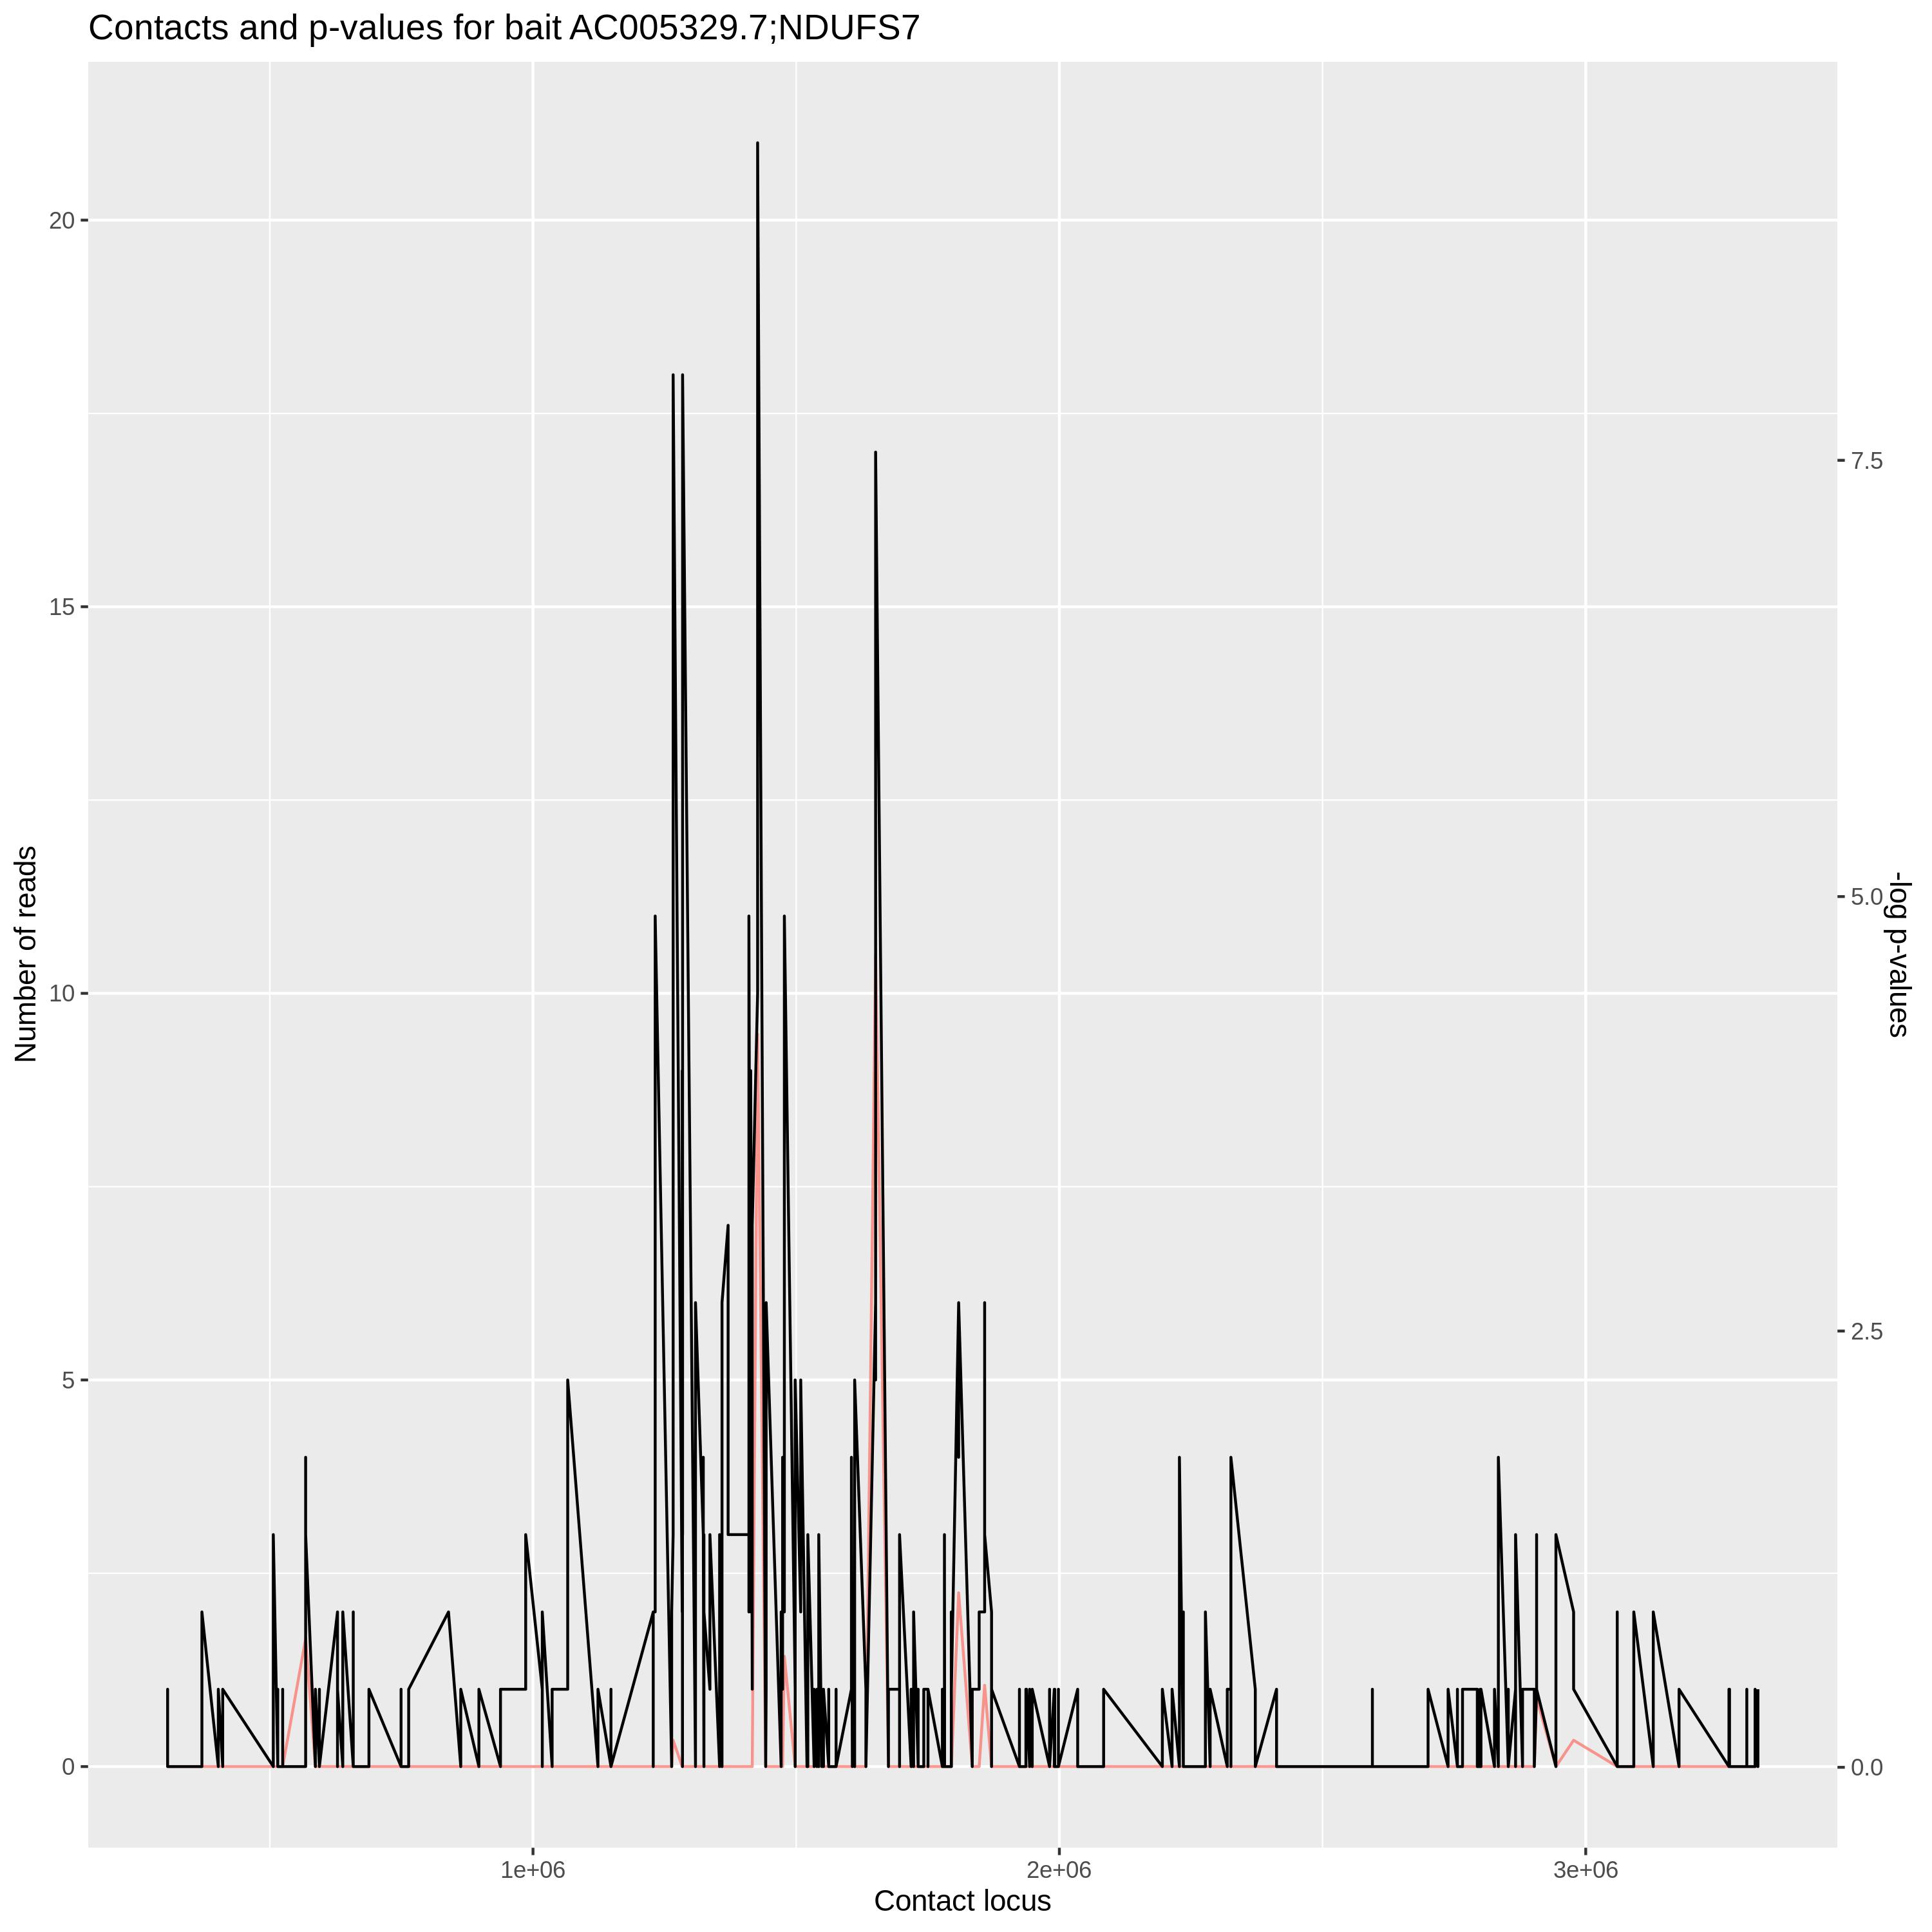 Contacts and p-values for bait AC005329.7;NDUFS7
Number of reads
20
15
10
5
0
7.5
5.0
2.5
0.0
-log p-values
1e+06
2e+06
3e+06
Contact locus